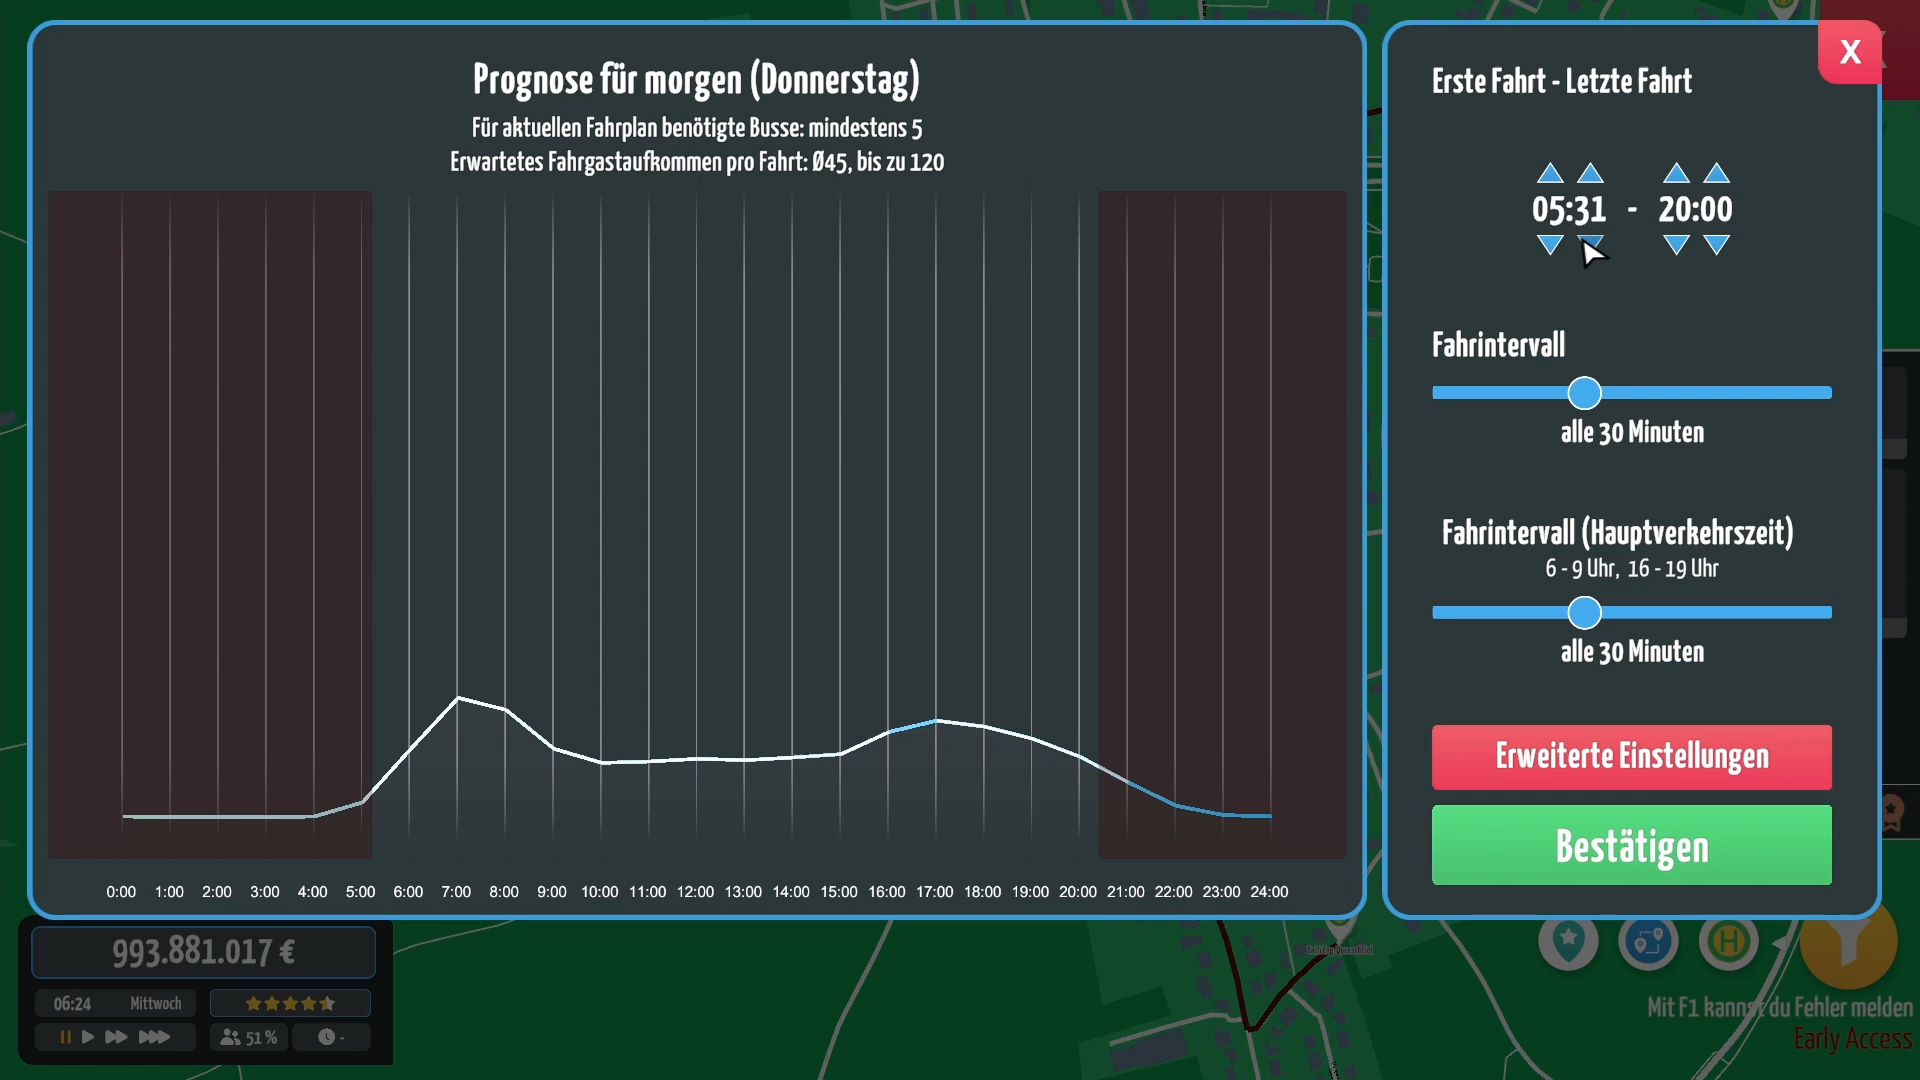 Prognose für morgen (Donnerstag)
Für aktuellen Fahrplan benötigte Busse: mindestens 5
Erwartetes Fahrgastaufkommen pro Fahrt: Ø45, bis zu 120
0:00 1:00 2:00 3:00 4:00 5:00 6:00 7:00 8:00 9:00 10:00 11:00 12:00 13:00 14:00 15:00 16:00 17:00 18:00 19:00 20:00 21:00 22:00 23:00 24:00
X
Erste Fahrt - Letzte Fahrt
05:31 - 20:00
Fahrintervall
alle 30 Minuten
Fahrintervall (Hauptverkehrszeit)
6 - 9 Uhr, 16 - 19 Uhr
alle 30 Minuten
Erweiterte Einstellungen
Bestätigen
993.881.017 €
06:24 Mittwoch
51 % -
H
Mit F1 kannst du Fehler melden
Early Access